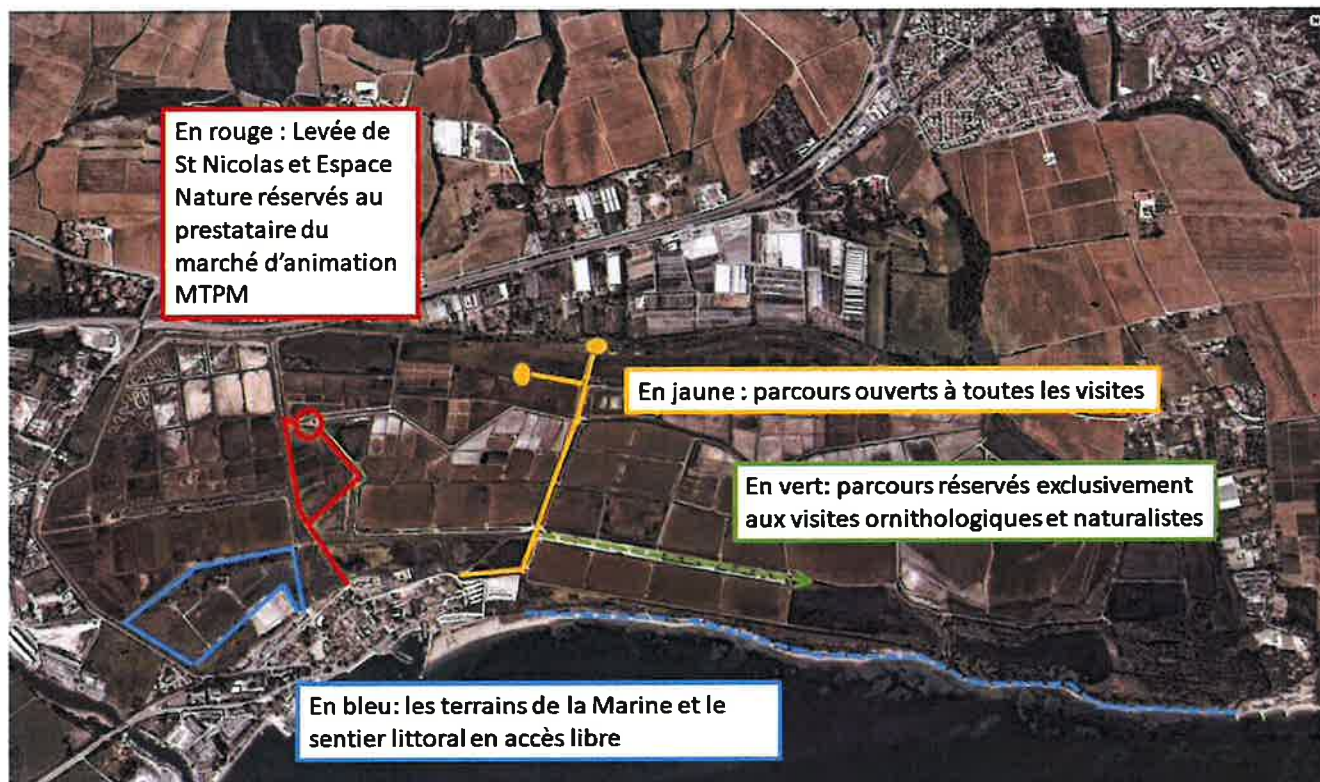 En rouge : Levée de
St Nicolas et Espace
Nature réservés au
prestataire du
marché d'animation
MTPM
En jaune : parcours ouverts à toutes les visites
En vert: parcours réservés exclusivement
aux visites ornithologiques et naturalistes
En bleu: les terrains de la Marine et le
sentier littoral en accès libre